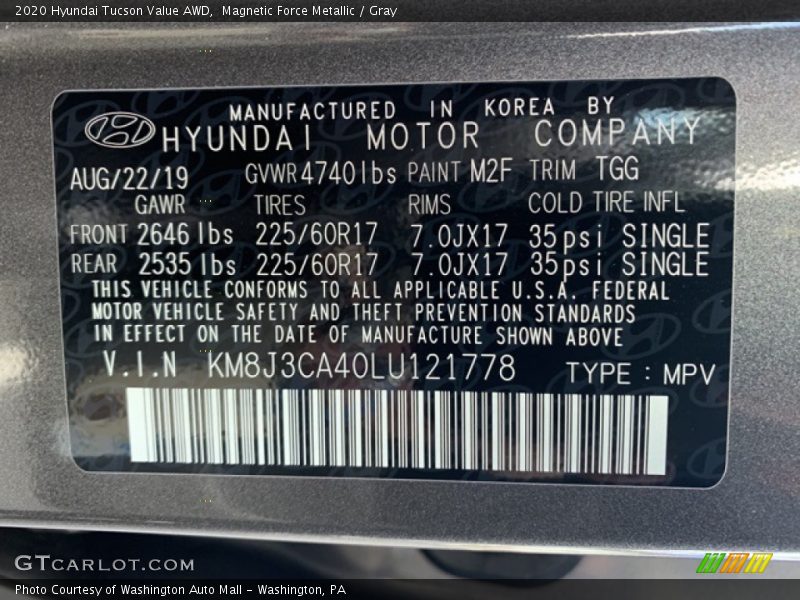 2020 Hyundai Tucson Value AWD,  Magnetic Force Metallic / Gray
MANUFACTURED IN KOREA BY
HYUNDAI MOTOR COMPANY
AUG/22/19 GVWR4740lbs PAINT M2F TRIM TGG
GAWR TIRES RIMS COLD TIRE INFL
FRONT 2646 lbs 225/60R17 7.0JX17 35psi SINGLE
REAR 2535 lbs 225/60R17 7.0JX17 35psi SINGLE
THIS VEHICLE CONFORMS TO ALL APPLICABLE U.S.A. FEDERAL
MOTOR VEHICLE SAFETY AND THEFT PREVENTION STANDARDS
IN EFFECT ON THE DATE OF MANUFACTURE SHOWN ABOVE
V.I.N KM8J3CA40LU121778 TYPE : MPV
GTCARLOT.COM
Photo Courtesy of Washington Auto Mall - Washington, PA